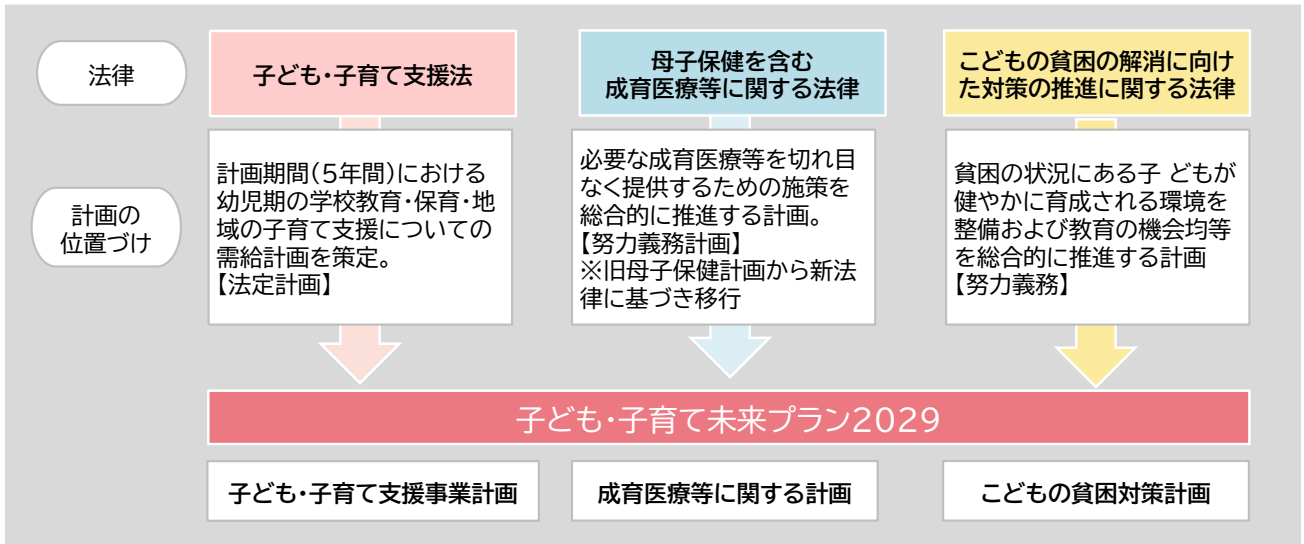 法律
子ども・子育て支援法
母子保健を含む
成育医療等に関する法律
こどもの貧困の解消に向け
た対策の推進に関する法律
計画の
位置づけ
計画期間(5年間)における
幼児期の学校教育・保育・地
域の子育て支援についての
需給計画を策定。
【法定計画】
必要な成育医療等を切れ目
なく提供するための施策を
総合的に推進する計画。
【努力義務計画】
※旧母子保健計画から新法
律に基づき移行
貧困の状況にある子 どもが
健やかに育成される環境を
整備および教育の機会均等
を総合的に推進する計画
【努力義務】
子ども・子育て未来プラン2029
子ども・子育て支援事業計画
成育医療等に関する計画
こどもの貧困対策計画